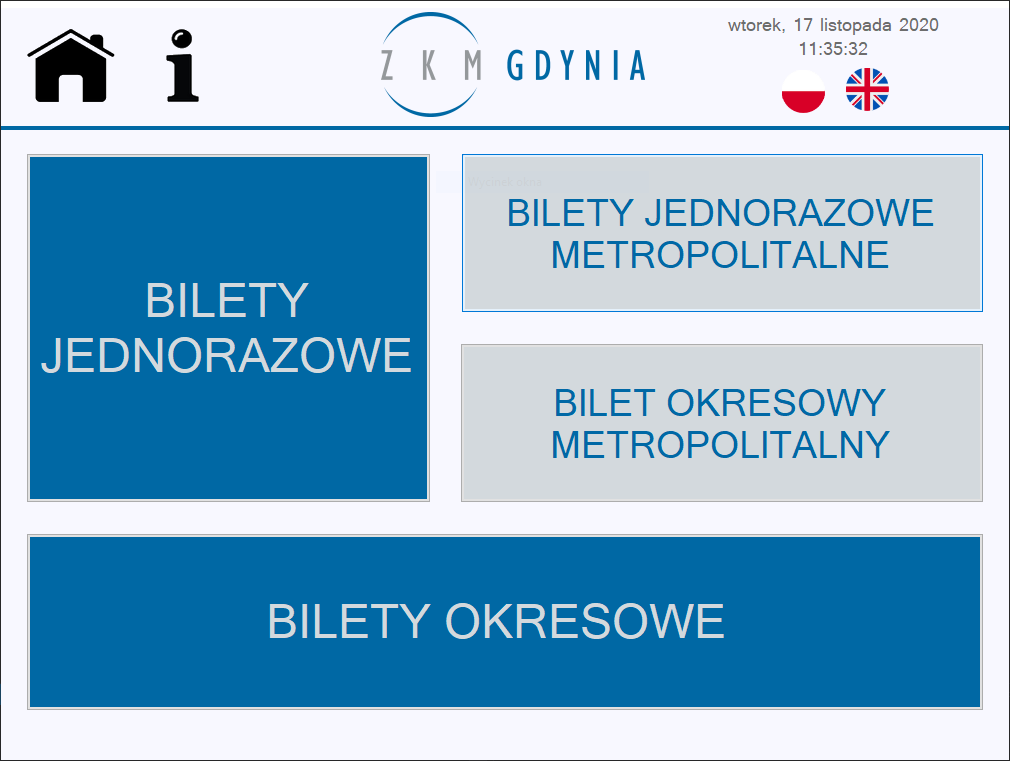 wtorek, 17 listopada 2020
11:35:32
ZKM GDYNIA
BILETY
JEDNORAZOWE
BILETY JEDNORAZOWE
METROPOLITALNE
BILET OKRESOWY
METROPOLITALNY
BILETY OKRESOWE